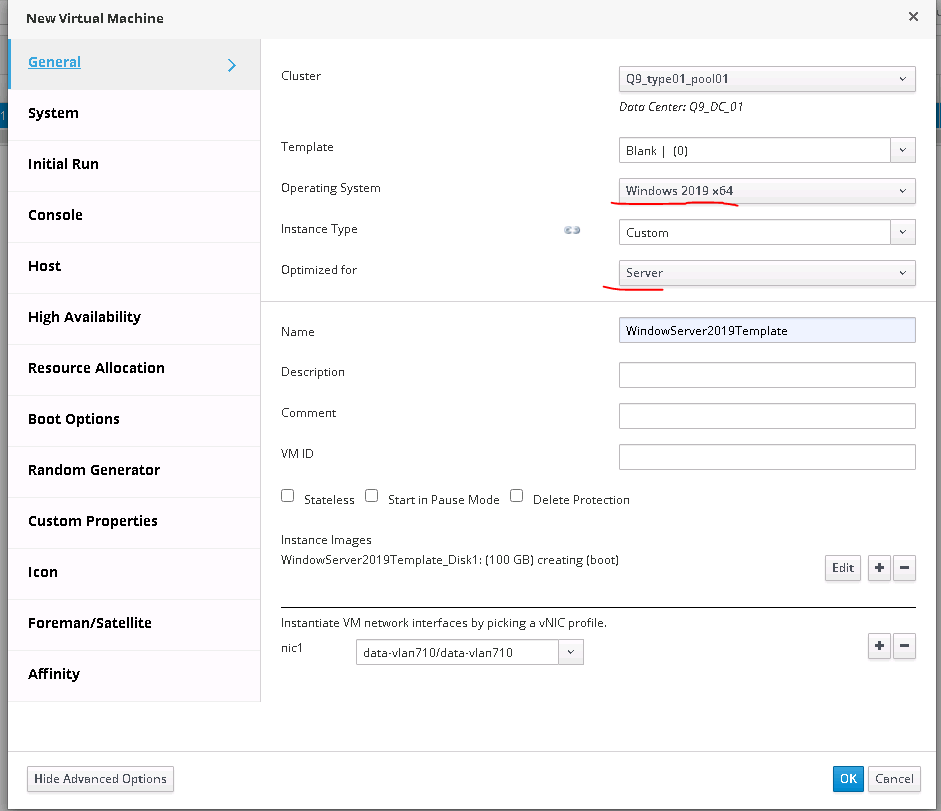 New Virtual Machine
General
System
Initial Run
Console
Host
High Availability
Resource Allocation
Boot Options
Random Generator
Custom Properties
Icon
Foreman/Satellite
Affinity
Cluster
Q9_type01_pool01
Data Center: Q9_DC_01
Template
Blank | (0)
Operating System
Windows 2019 x64
Instance Type
Custom
Optimized for
Server
Name
WindowServer2019Template
Description
Comment
VM ID
Stateless Start in Pause Mode Delete Protection
Instance Images
WindowServer2019Template_Disk1: (100 GB) creating (boot)
Edit
Instantiate VM network interfaces by picking a vNIC profile.
nic1
data-vlan710/data-vlan710
Hide Advanced Options
OK
Cancel